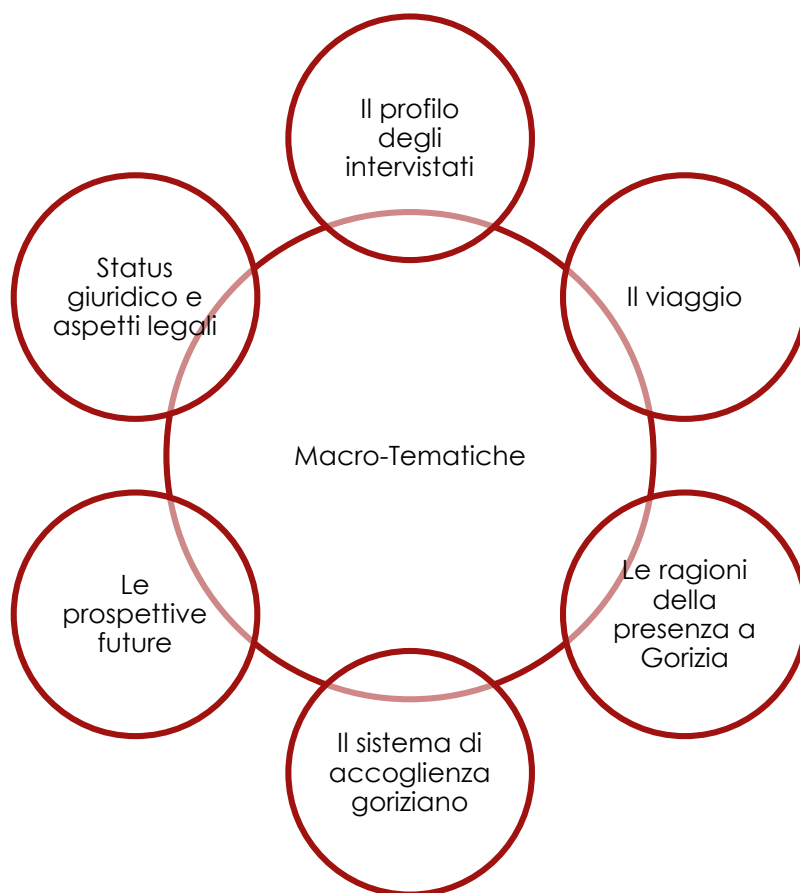 Il profilo
degli
intervistati
Status
giuridico e
aspetti legali
Il viaggio
Macro-Tematiche
Le
prospettive
future
Le ragioni
della
presenza a
Gorizia
Il sistema di
accoglienza
goriziano